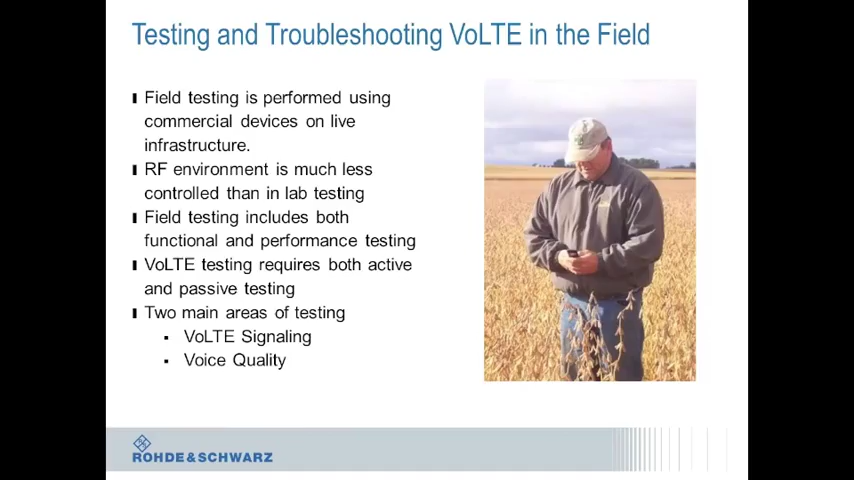 Testing and Troubleshooting VoLTE in the Field
Field testing is performed using
commercial devices on live
infrastructure.
RF environment is much less
controlled than in lab testing
Field testing includes both
functional and performance testing
VoLTE testing requires both active
and passive testing
Two main areas of testing
VoLTE Signaling
Voice Quality
ROHDE & SCHWARZ